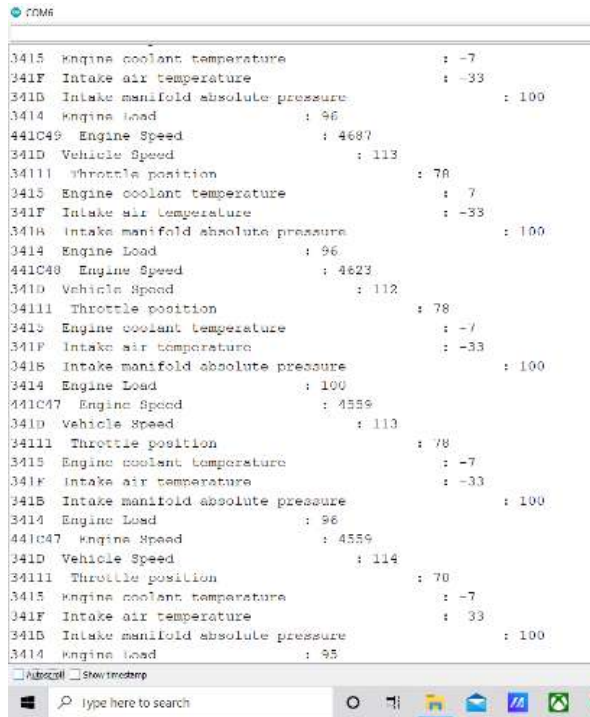 COM6
3415 Engine coolant temperature : -7
341F Intake air temperature : -33
341B Intake manifold absolute pressure : 100
3414 Engine Load : 96
441C49 Engine Speed : 4687
341D Vehicle Speed : 113
34111 Throttle position : 78
3415 Engine coolant temperature : 7
341F Intake air temperature : -33
341B Intake manifold absolute pressure : 100
3414 Engine Load : 96
441C48 Engine Speed : 4623
341D Vehicle Speed : 112
34111 Throttle position : 78
3415 Engine coolant temperature : -7
341F Intake air temperature : -33
341B Intake manifold absolute pressure : 100
3414 Engine Load : 100
441C47 Engine Speed : 4559
341D Vehicle Speed : 113
34111 Throttle position : 78
3415 Engine coolant temperature : -7
341F Intake air temperature : -33
341B Intake manifold absolute pressure : 100
3414 Engine Load : 96
441C47 Engine Speed : 4559
341D Vehicle Speed : 114
34111 Throttle position : 78
3415 Engine coolant temperature : -7
341F Intake air temperature : 33
341B Intake manifold absolute pressure : 100
3414 Engine Load : 95
Autoscroll Show timestamp
Type here to search